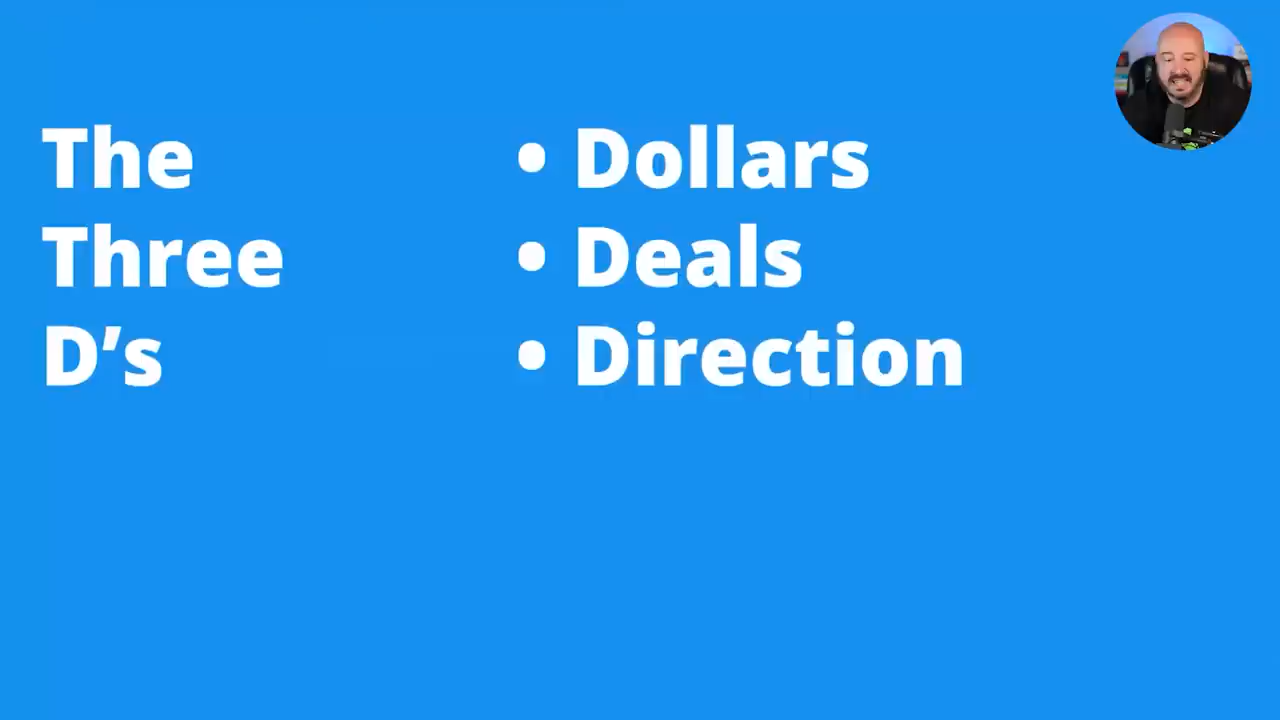 The
Three
D’s
• Dollars
• Deals
• Direction